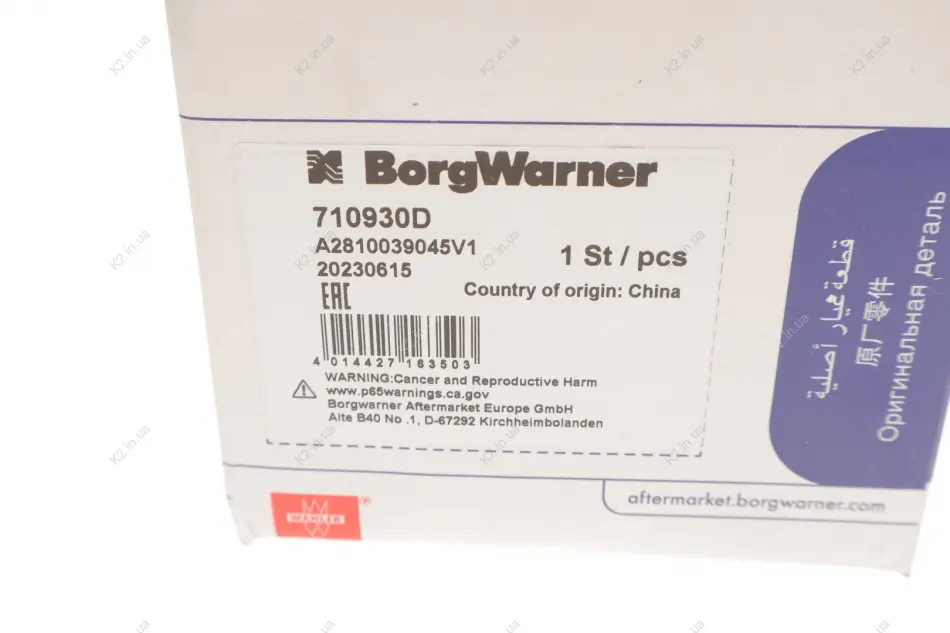 BorgWarner
710930D
A2810039045V1
20230615
1 St / pcs
EAC
Country of origin: China
4 014427 163503
WARNING:Cancer and Reproductive Harm
www.p65warnings.ca.gov
Borgwarner Aftermarket Europe GmbH
Alte B40 No .1, D-67292 Kirchheimbolanden
قطعة غيار أصلية
原厂零件
Оригинальная деталь
WAHLER ®
aftermarket.borgwarner.com
K2.in.ua